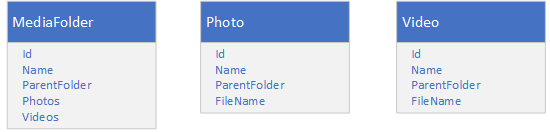 MediaFolder
Id
Name
ParentFolder
Photos
Videos
Photo
Id
Name
ParentFolder
FileName
Video
Id
Name
ParentFolder
FileName